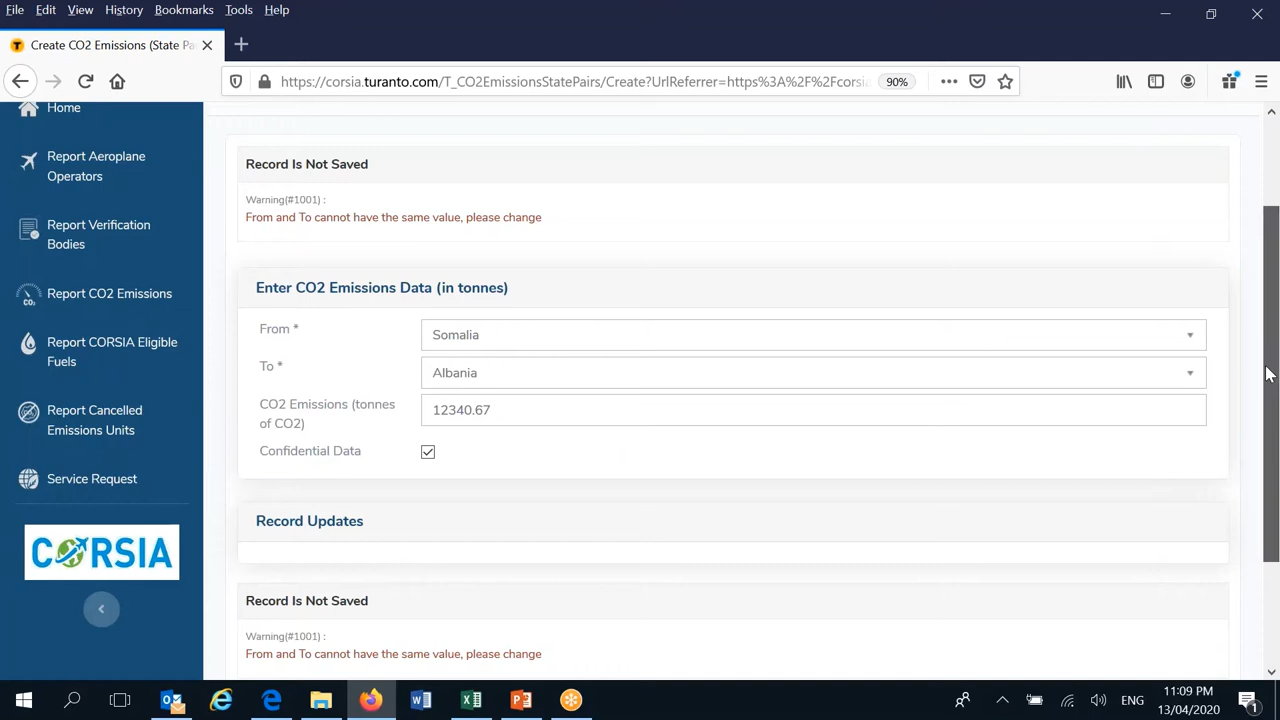 File Edit View History Bookmarks Tools Help
Create CO2 Emissions (State Pa
https://corsia.turanto.com/T_CO2EmissionsStatePairs/Create?UrlReferrer=https%3A%2F%2Fcorsia
90%
Home
Report Aeroplane
Operators
Report Verification
Bodies
Report CO2 Emissions
Report CORSIA Eligible
Fuels
Report Cancelled
Emissions Units
Service Request
CORSIA
Record Is Not Saved
Warning(#1001) :
From and To cannot have the same value, please change
Enter CO2 Emissions Data (in tonnes)
From *
Somalia
To *
Albania
CO2 Emissions (tonnes
of CO2)
12340.67
Confidential Data
Record Updates
Record Is Not Saved
Warning(#1001) :
From and To cannot have the same value, please change
ENG
11:09 PM
13/04/2020
1